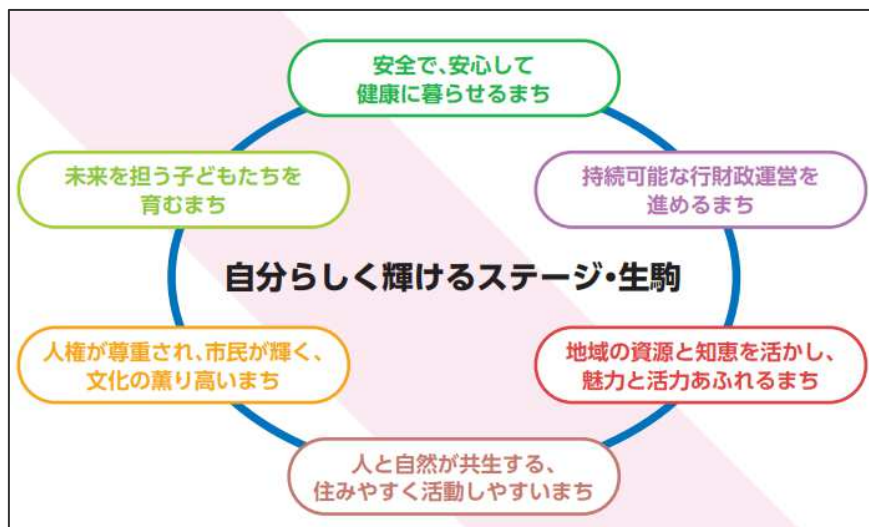 安全で、安心して
健康に暮らせるまち
未来を担う子どもたちを
育むまち
持続可能な行財政運営を
進めるまち
自分らしく輝けるステージ・生駒
人権が尊重され、市民が輝く、
文化の薫り高いまち
地域の資源と知恵を活かし、
魅力と活力あふれるまち
人と自然が共生する、
住みやすく活動しやすいまち